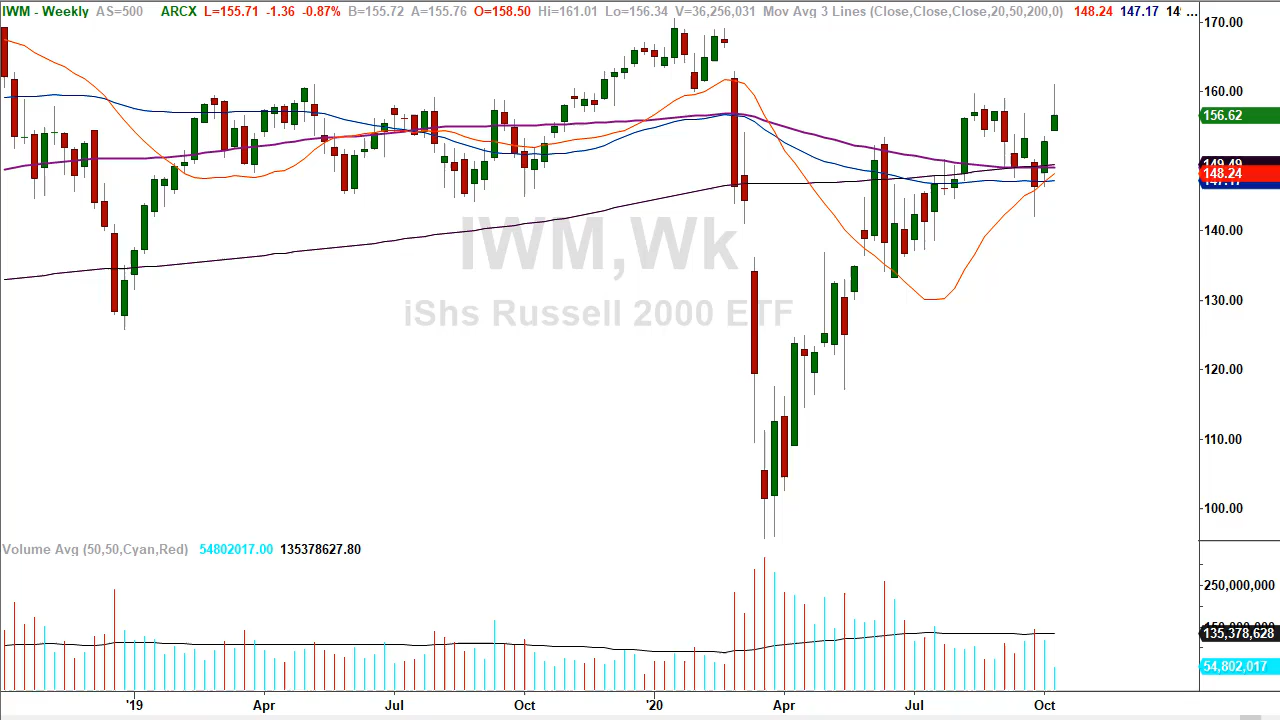 IWM - Weekly AS=500 ARCX L=155.71 -1.36 -0.87% B=155.72 A=155.76 O=158.50 Hi=161.01 Lo=156.34 V=36,256,031 Mov Avg 3 Lines (Close,Close,Close,20,50,200,0) 148.24 147.17 ...
170.00
160.00
156.62
149.49
148.24
147.17
140.00
IWM,Wk
iShs Russell 2000 ETF
130.00
120.00
110.00
100.00
Volume Avg (50,50,Cyan,Red) 54802017.00 135378627.80
250,000,000
135,378,628
54,802,017
'19 Apr Jul Oct '20 Apr Jul Oct